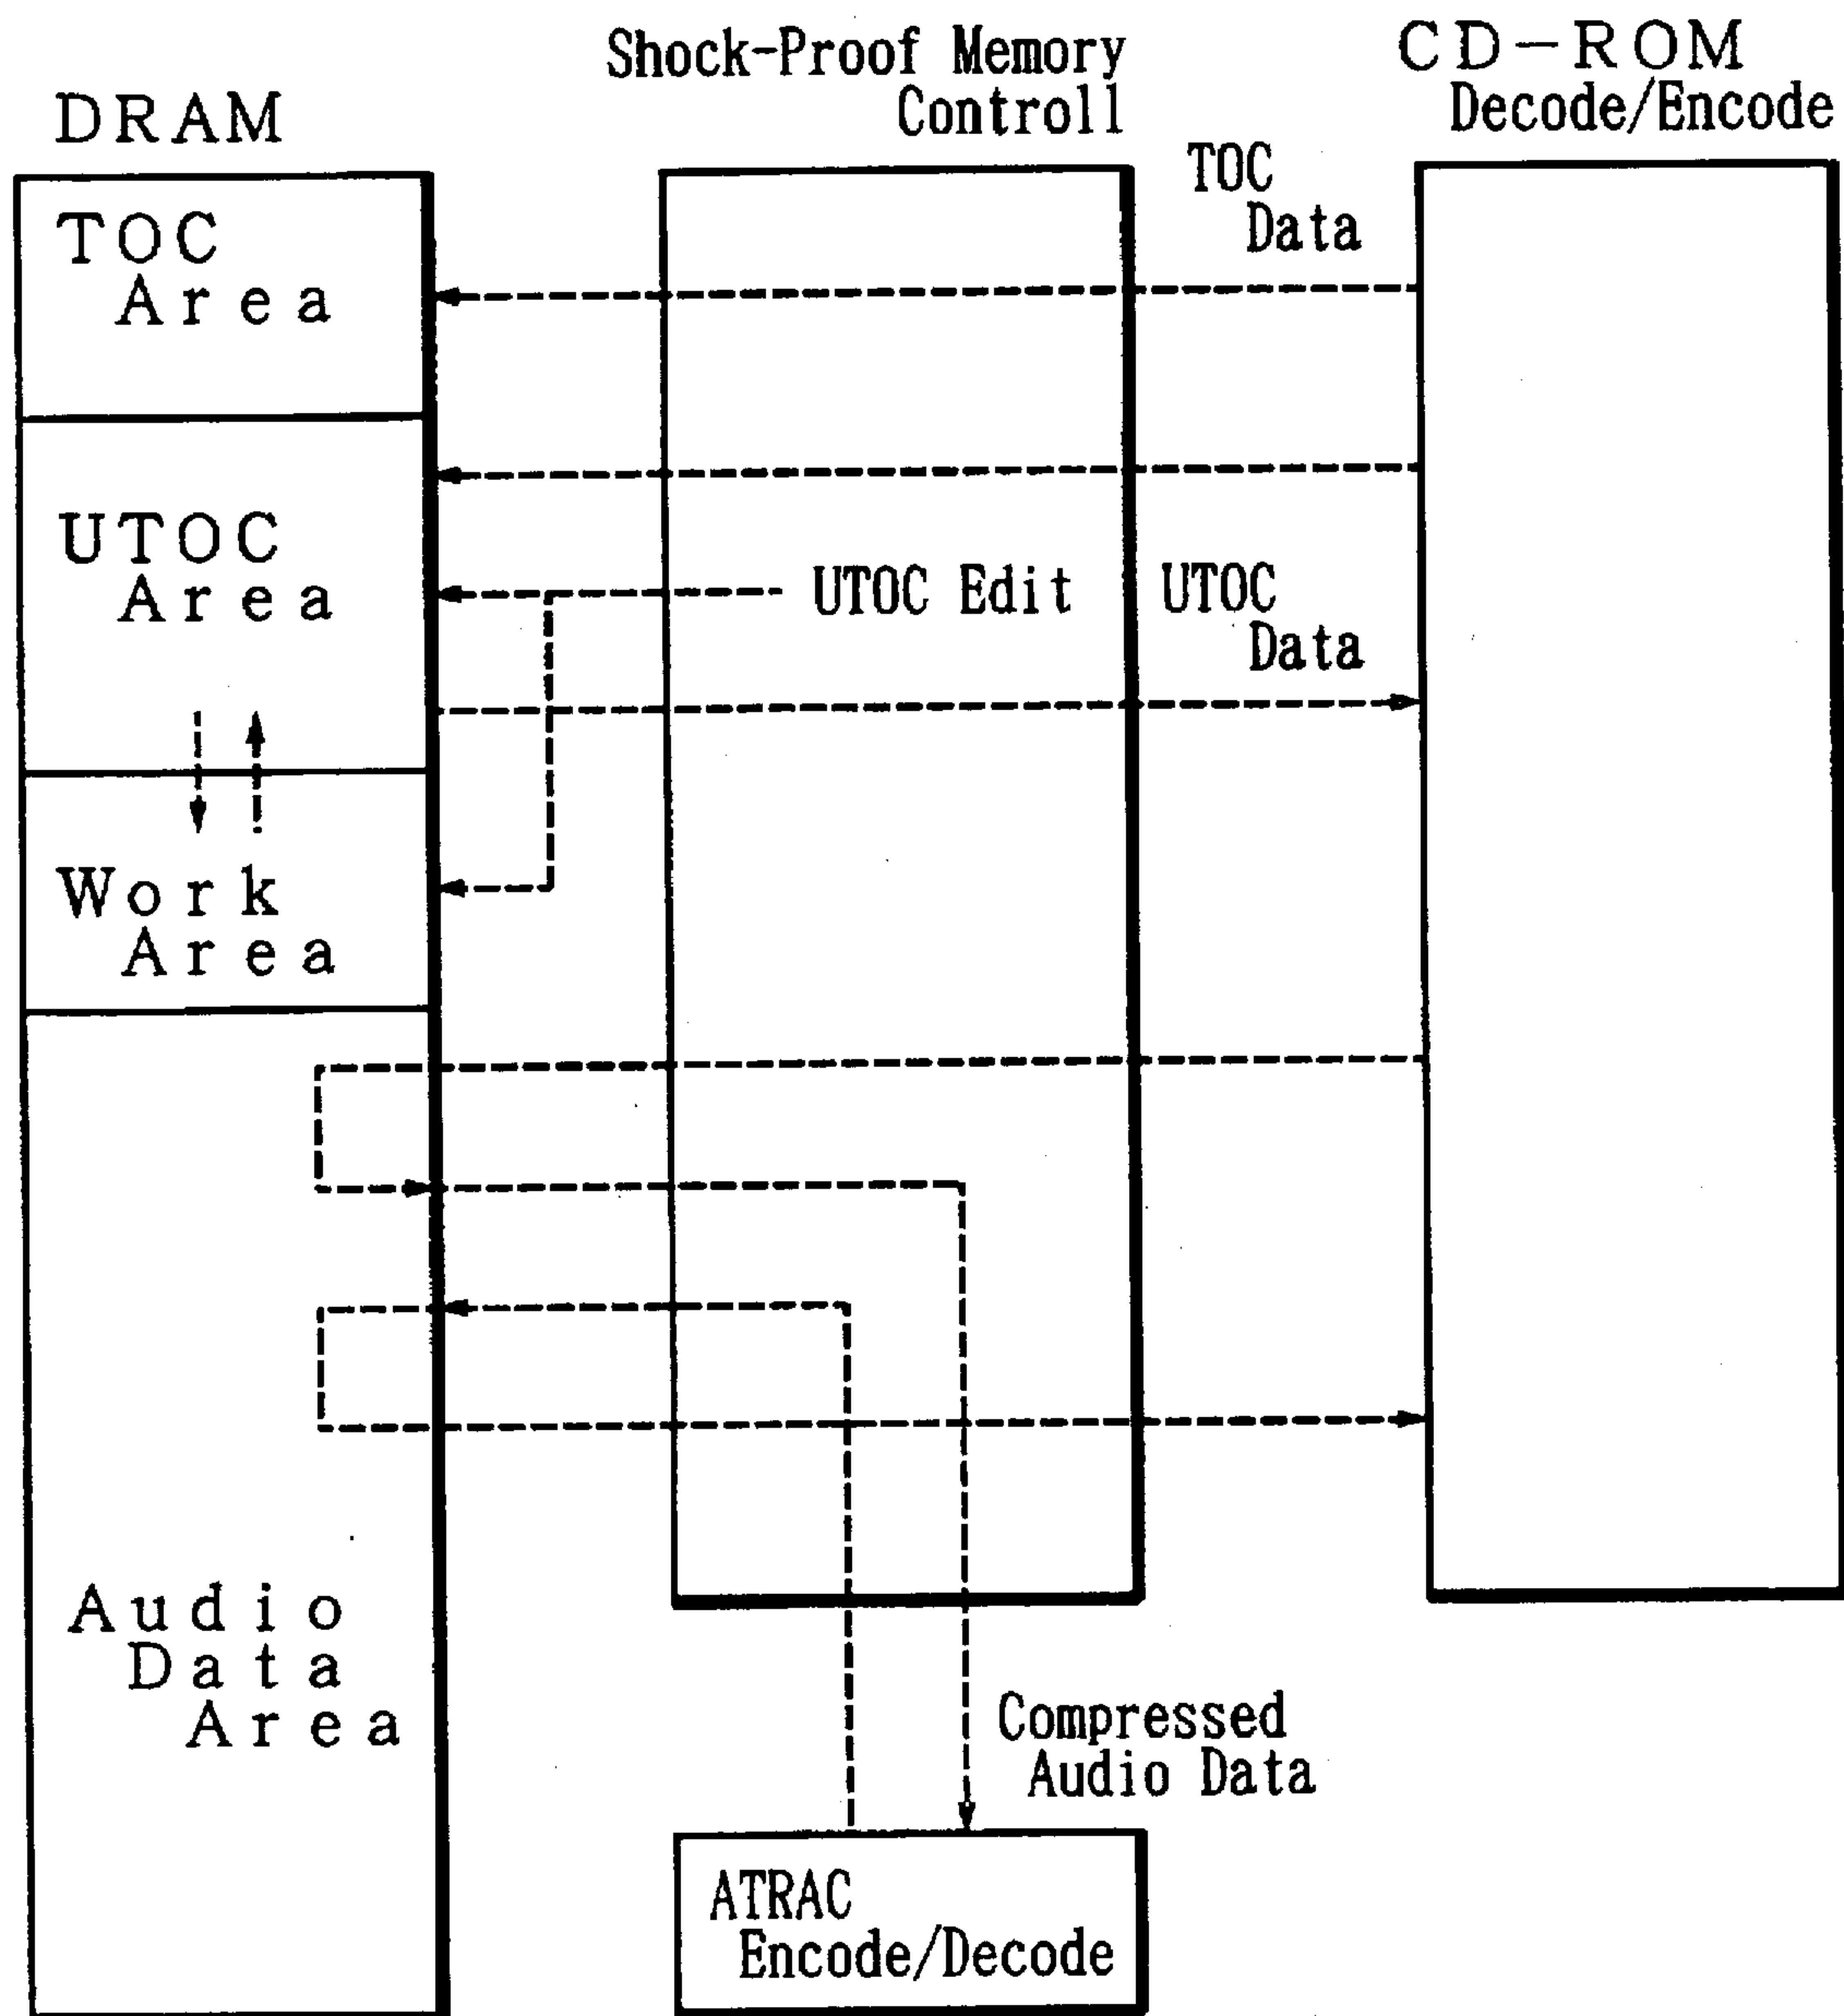 Shock-Proof Memory
Controll
CD-ROM
Decode/Encode
DRAM
TOC
Area
TOC
Data
UTOC
Area
UTOC Edit
UTOC
Data
Work
Area
Audio
Data
Area
Compressed
Audio Data
ATRAC
Encode/Decode